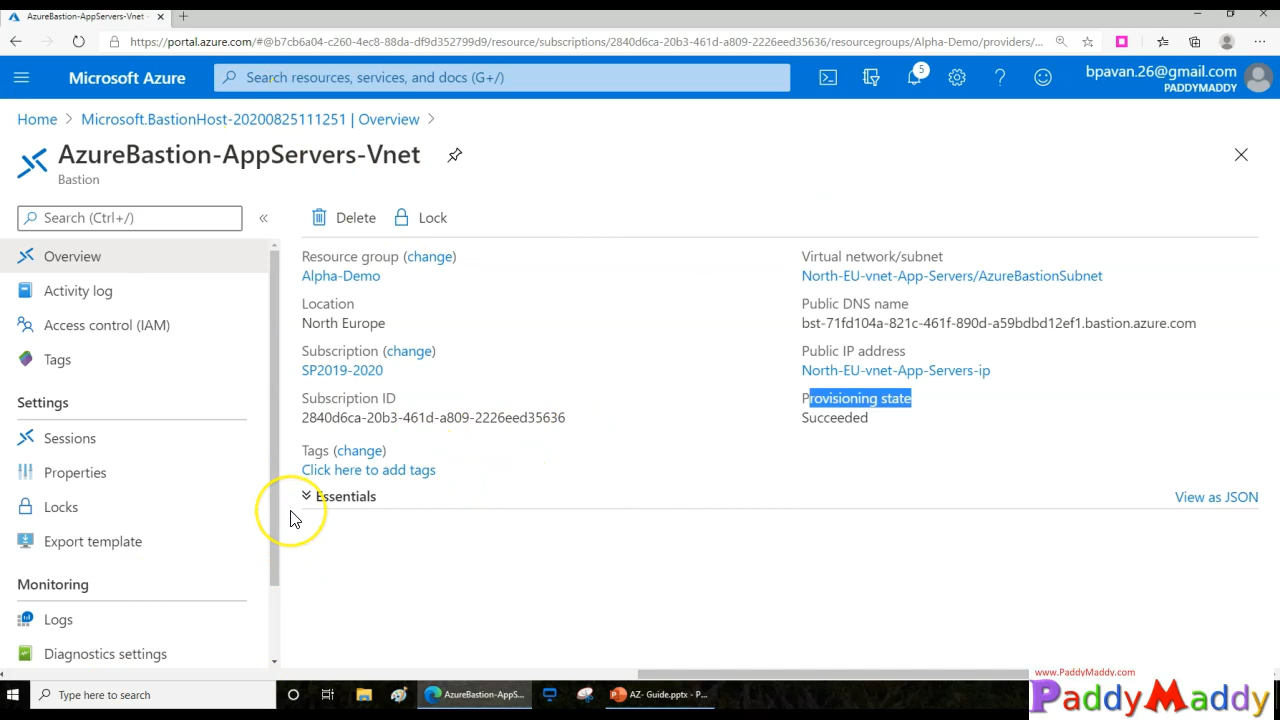 AzureBastion-AppServers-Vnet -
https://portal.azure.com/#@b7cb6a04-c260-4ec8-88da-df9d352799d9/resource/subscriptions/2840d6ca-20b3-461d-a809-2226eed35636/resourcegroups/Alpha-Demo/providers/...
Microsoft Azure
Search resources, services, and docs (G+/)
5
bpavan.26@gmail.com
PADDYMADDY
Home > Microsoft.BastionHost-20200825111251 | Overview >
AzureBastion-AppServers-Vnet
Bastion
Search (Ctrl+/)
«
Delete
Lock
Overview
Activity log
Access control (IAM)
Tags
Settings
Sessions
Properties
Locks
Export template
Monitoring
Logs
Diagnostics settings
Resource group (change)
Alpha-Demo
Location
North Europe
Subscription (change)
SP2019-2020
Subscription ID
2840d6ca-20b3-461d-a809-2226eed35636
Tags (change)
Click here to add tags
Essentials
Virtual network/subnet
North-EU-vnet-App-Servers/AzureBastionSubnet
Public DNS name
bst-71fd104a-821c-461f-890d-a59bdbd12ef1.bastion.azure.com
Public IP address
North-EU-vnet-App-Servers-ip
Provisioning state
Succeeded
View as JSON
Type here to search
AzureBastion-AppS...
AZ- Guide.pptx - P...
www.PaddyMaddy.com
PaddyMaddy